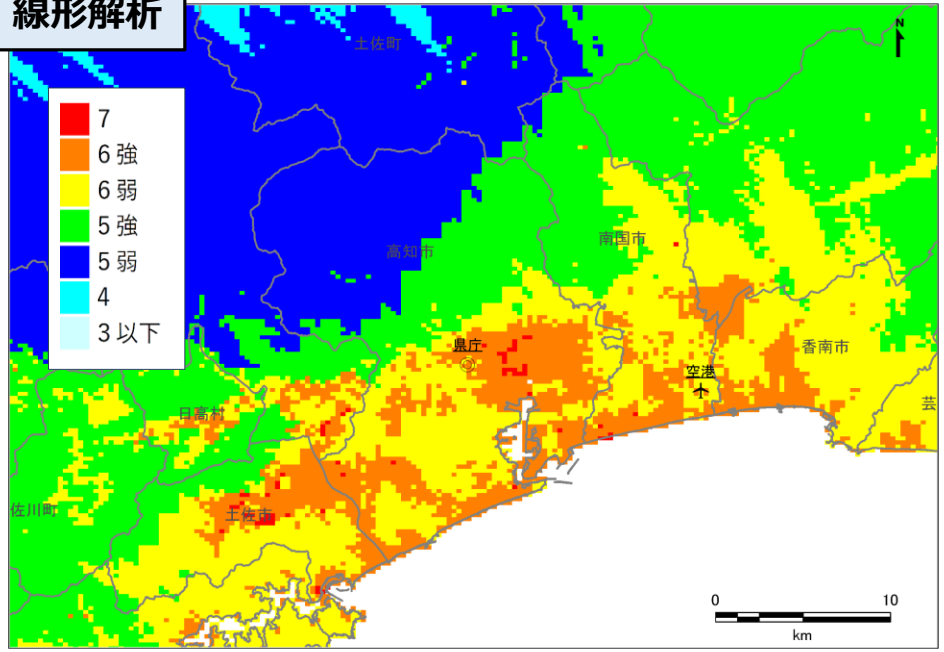 線形解析
土佐町
N
7
6強
6弱
5強
5弱
4
3以下
高知市
南国市
県庁
香南市
空港
日高村
芸
佐川町
土佐市
0 10
km